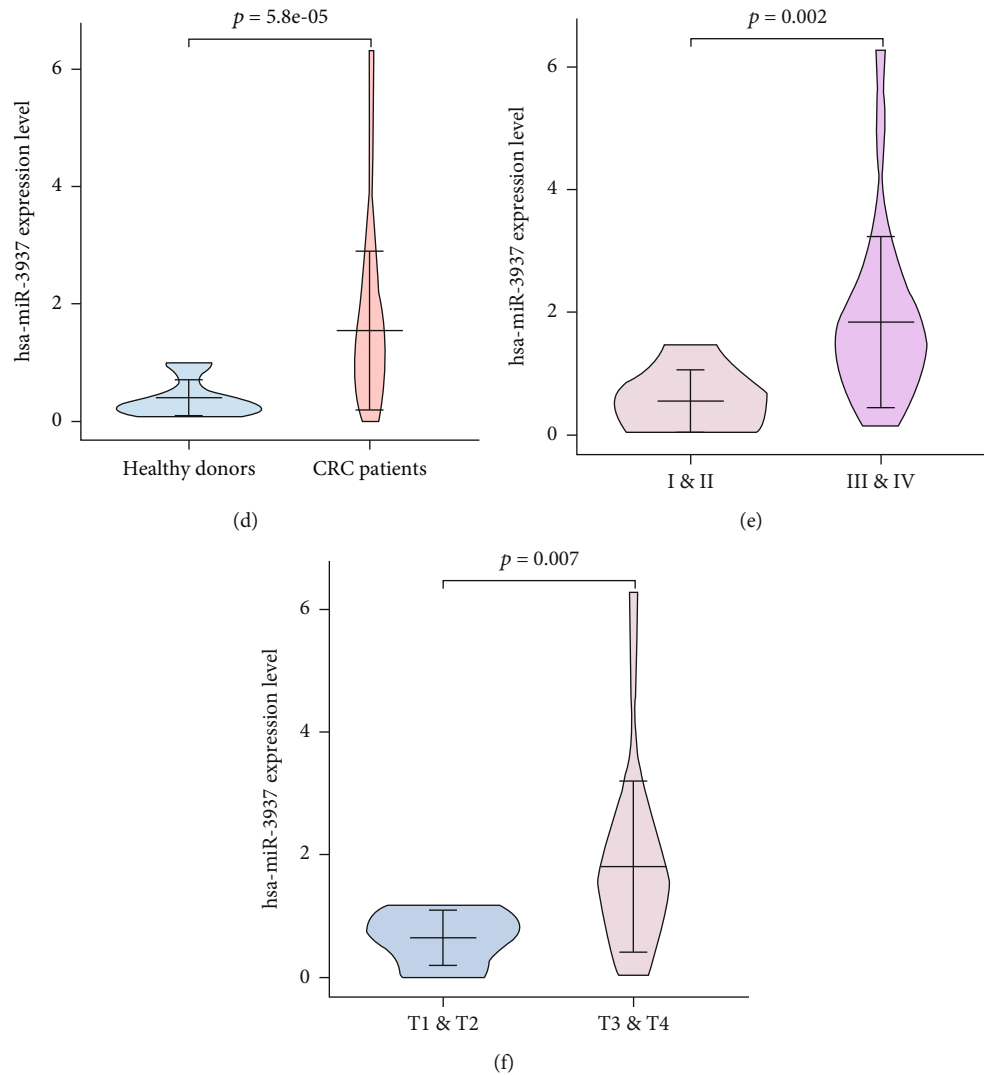 p = 5.8e-05
hsa-miR-3937 expression level
6
4
2
0
Healthy donors
CRC patients
(d)
p = 0.002
hsa-miR-3937 expression level
6
4
2
0
I & II
III & IV
(e)
p = 0.007
hsa-miR-3937 expression level
6
4
2
0
T1 & T2
T3 & T4
(f)